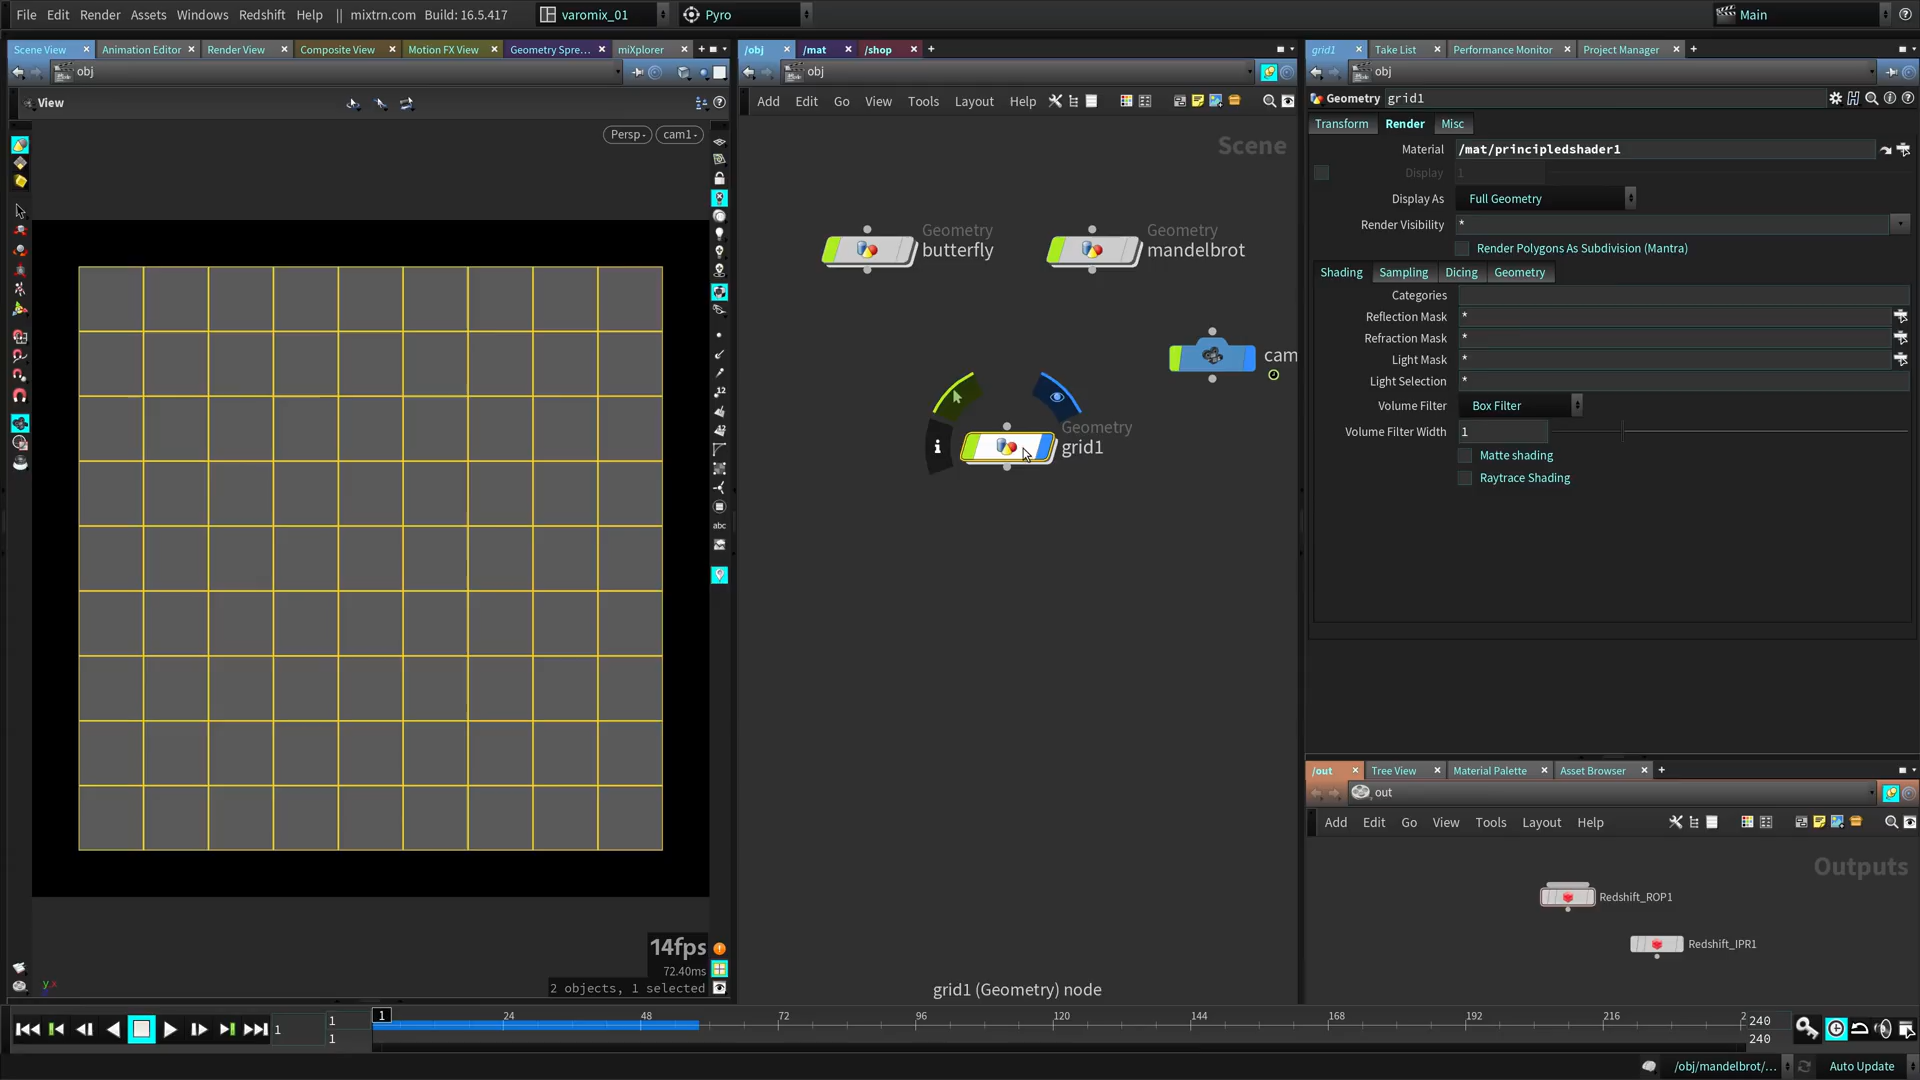 File Edit Render Assets Windows Redshift Help || mixtrn.com Build: 16.5.417 varomix_01 Pyro Main
Scene View Animation Editor Render View Composite View Motion FX View Geometry Spre... miXplorer
obj
View
Persp- cam1-
12
abc
14fps
72.40ms
2 objects, 1 selected
/obj /mat /shop
obj
Add Edit Go View Tools Layout Help
Scene
Geometry
butterfly
Geometry
mandelbrot
cam
Geometry
grid1
grid1 (Geometry) node
grid1 Take List Performance Monitor Project Manager
obj
Geometry grid1
Transform Render Misc
Material /mat/principledshader1
Display 1
Display As Full Geometry
Render Visibility *
Render Polygons As Subdivision (Mantra)
Shading Sampling Dicing Geometry
Categories
Reflection Mask *
Refraction Mask *
Light Mask *
Light Selection *
Volume Filter Box Filter
Volume Filter Width 1
Matte shading
Raytrace Shading
/out Tree View Material Palette Asset Browser
out
Add Edit Go View Tools Layout Help
Outputs
Redshift_ROP1
Redshift_IPR1
1 1 1 1 24 48 72 96 120 144 168 192 216 2 240 240
/obj/mandelbrot/... Auto Update